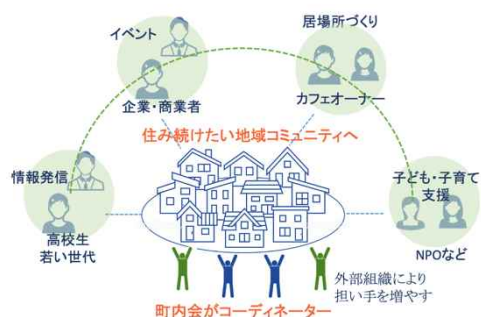 イベント
企業・商業者
居場所づくり
カフェオーナー
住み続けたい地域コミュニティへ
情報発信
高校生
若い世代
子ども・子育て
支援
NPOなど
外部組織により
担い手を増やす
町内会がコーディネーター